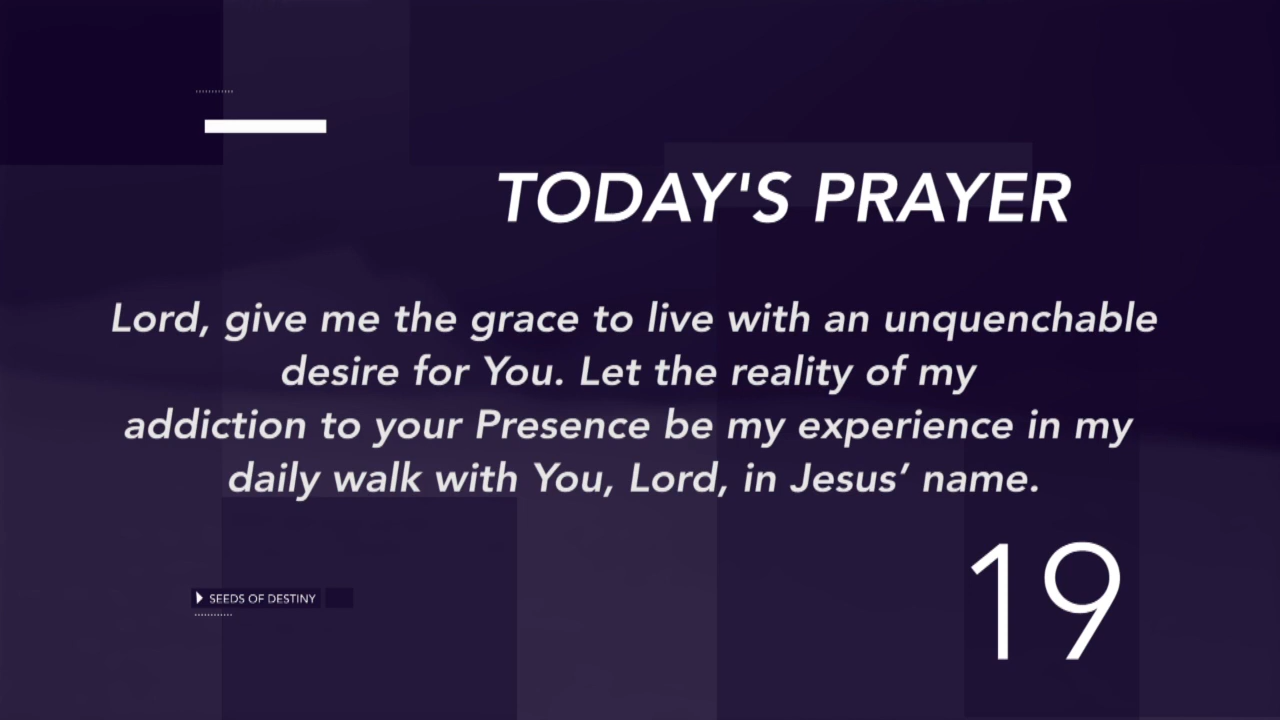 TODAY'S PRAYER
Lord, give me the grace to live with an unquenchable
desire for You. Let the reality of my
addiction to your Presence be my experience in my
daily walk with You, Lord, in Jesus’ name.
19
SEEDS OF DESTINY